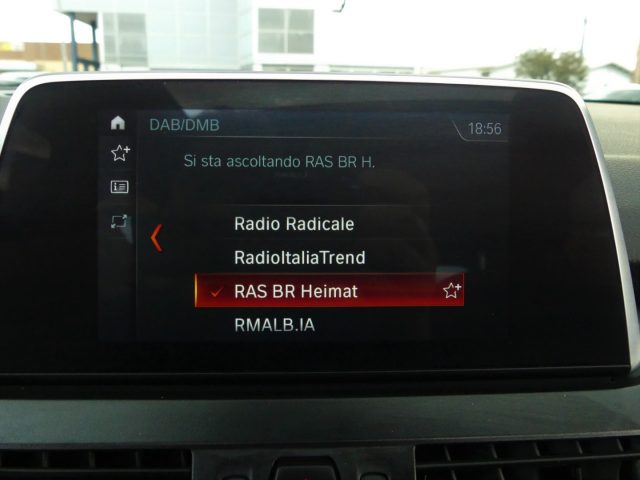 DAB/DMB
18:56
Si sta ascoltando RAS BR H.
Radio Radicale
RadioItaliaTrend
RAS BR Heimat
RMALB.IA